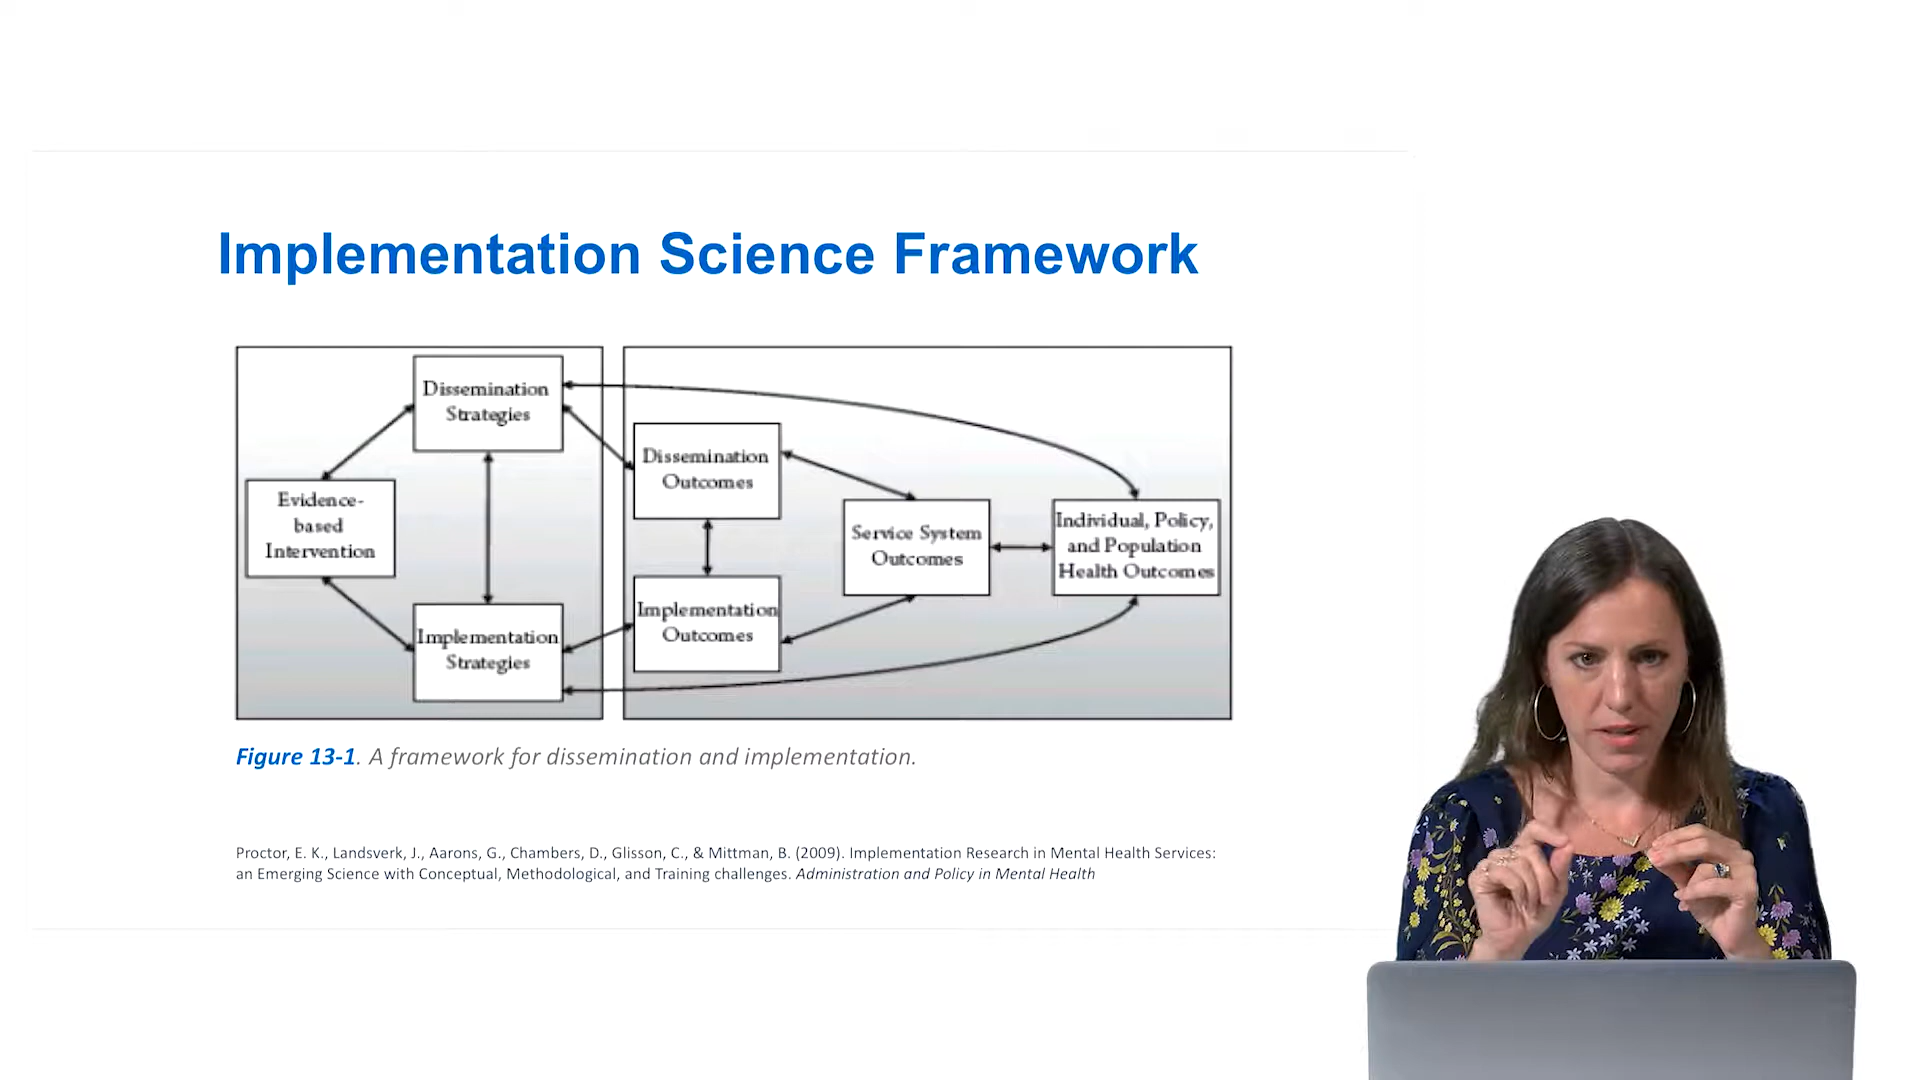 Implementation Science Framework
Dissemination
Strategies
Evidence-
based
Intervention
Implementation
Strategies
Dissemination
Outcomes
Implementation
Outcomes
Service System
Outcomes
Individual, Policy,
and Population
Health Outcomes
Figure 13-1. A framework for dissemination and implementation.
Proctor, E. K., Landsverk, J., Aarons, G., Chambers, D., Glisson, C., & Mittman, B. (2009). Implementation Research in Mental Health Services:
an Emerging Science with Conceptual, Methodological, and Training challenges. Administration and Policy in Mental Health